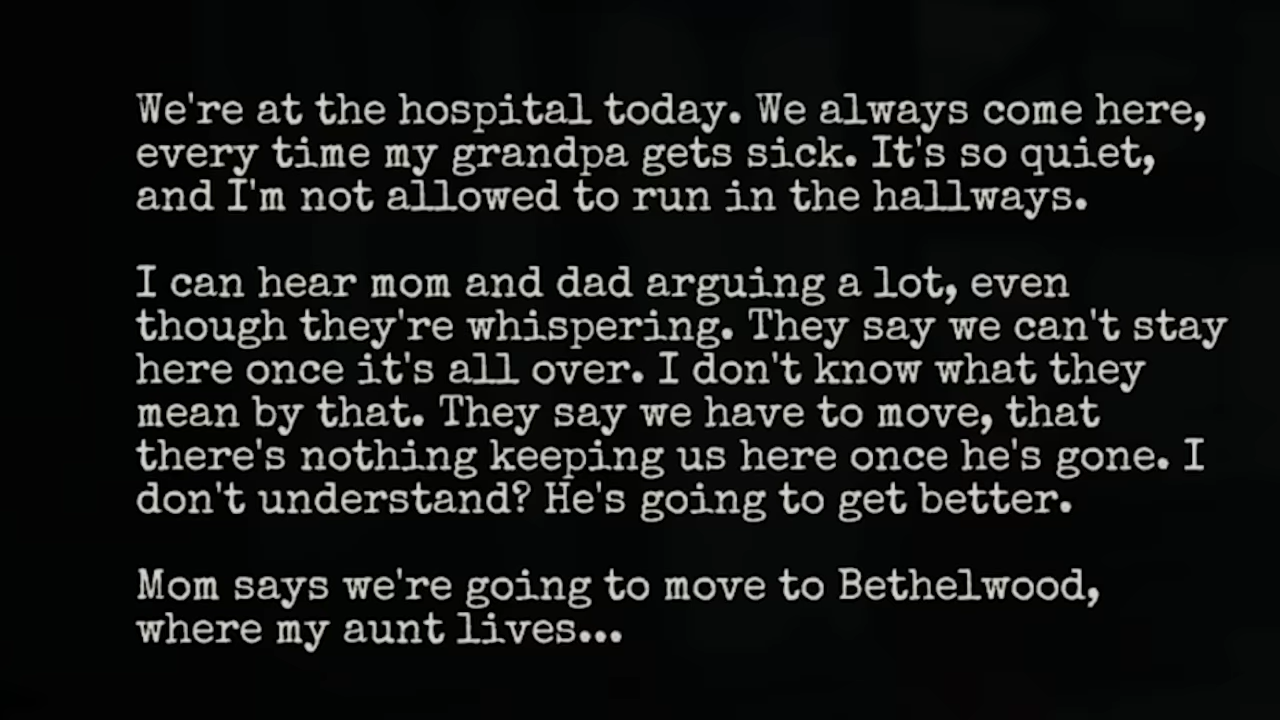 We're at the hospital today. We always come here,
every time my grandpa gets sick. It's so quiet,
and I'm not allowed to run in the hallways.
I can hear mom and dad arguing a lot, even
though they're whispering. They say we can't stay
here once it's all over. I don't know what they
mean by that. They say we have to move, that
there's nothing keeping us here once he's gone. I
don't understand? He's going to get better.
Mom says we're going to move to Bethelwood,
where my aunt lives...